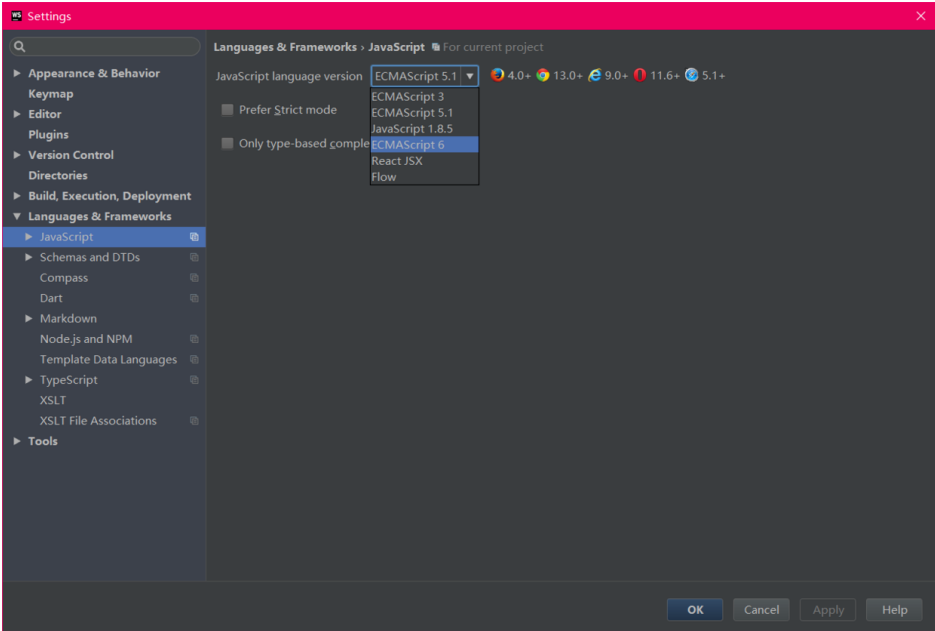 WS Settings
Languages & Frameworks › JavaScript For current project
Appearance & Behavior
Keymap
Editor
Plugins
Version Control
Directories
Build, Execution, Deployment
Languages & Frameworks
JavaScript
Schemas and DTDs
Compass
Dart
Markdown
Node.js and NPM
Template Data Languages
TypeScript
XSLT
XSLT File Associations
Tools
JavaScript language version ECMAScript 5.1 4.0+ 13.0+ 9.0+ 11.6+ 5.1+
Prefer Strict mode
Only type-based comple
ECMAScript 3
ECMAScript 5.1
JavaScript 1.8.5
ECMAScript 6
React JSX
Flow
OK Cancel Apply Help